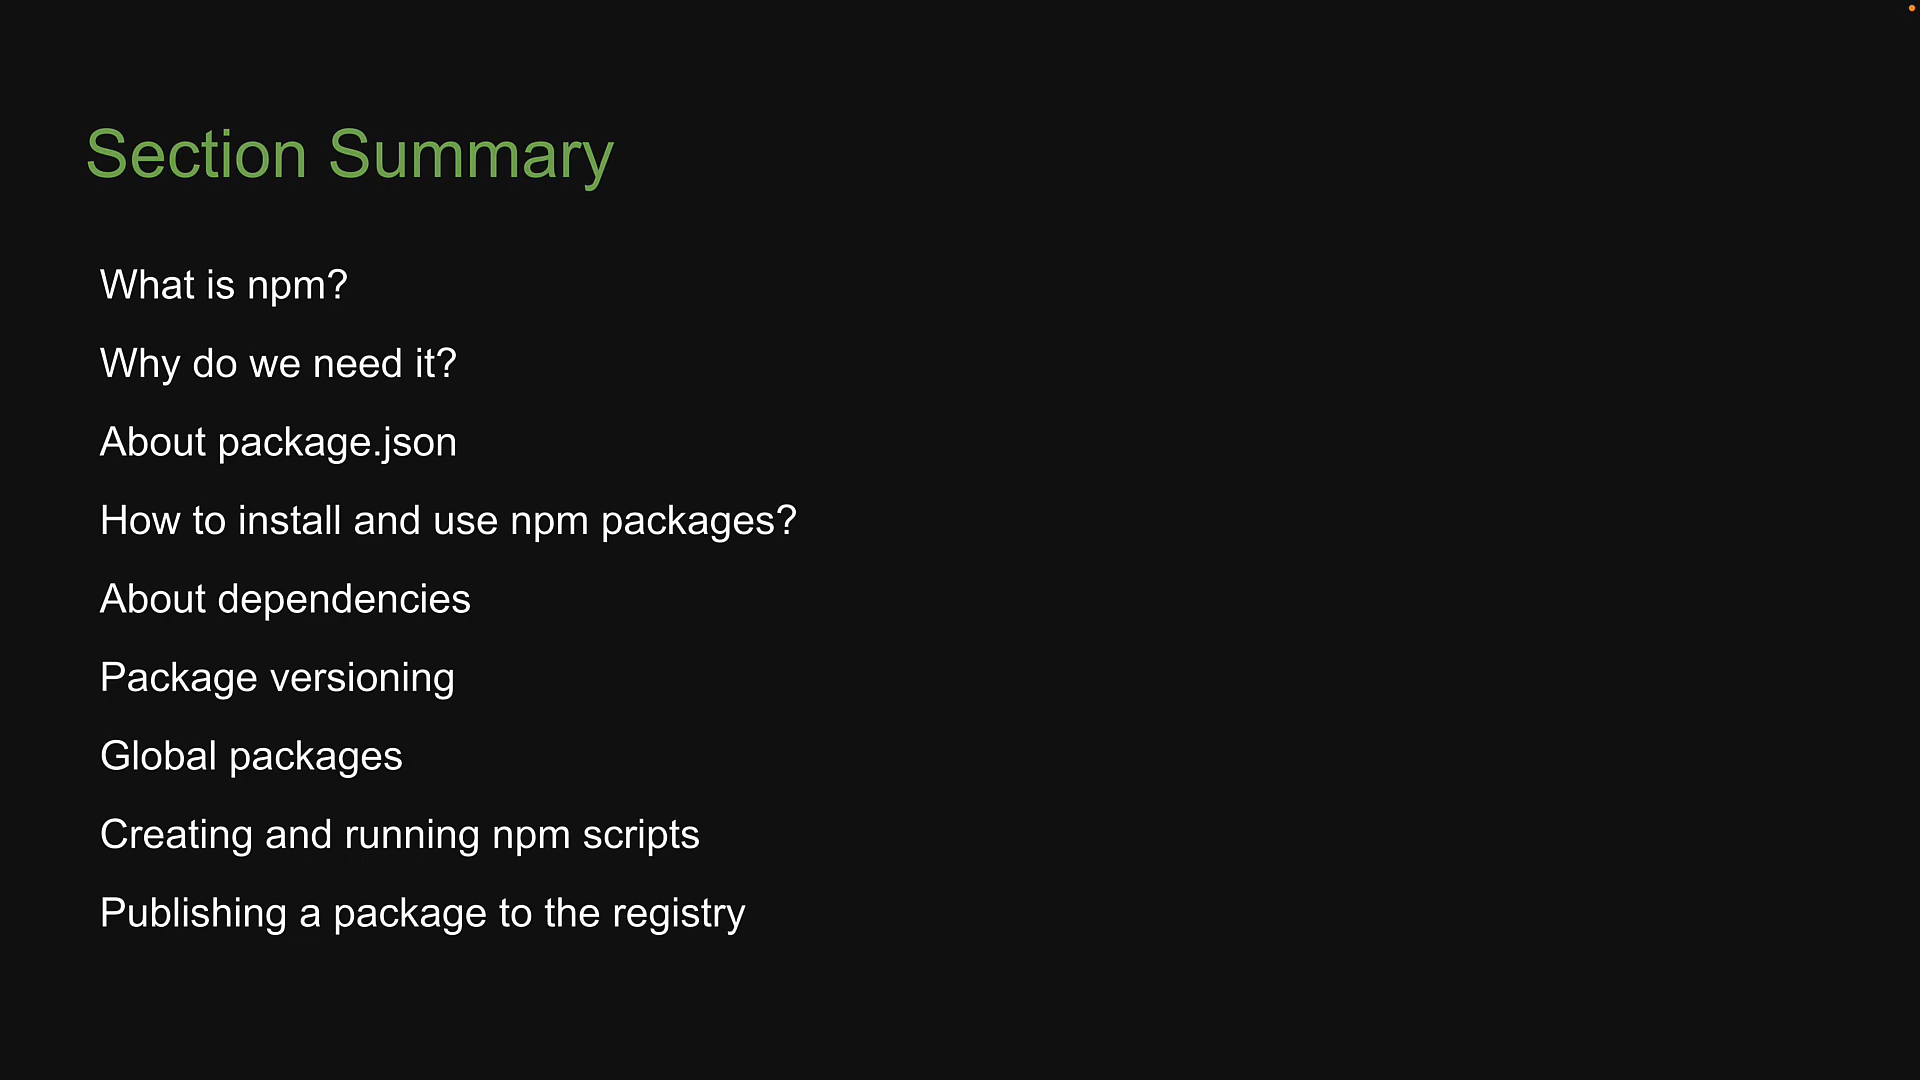 Section Summary
What is npm?
Why do we need it?
About package.json
How to install and use npm packages?
About dependencies
Package versioning
Global packages
Creating and running npm scripts
Publishing a package to the registry